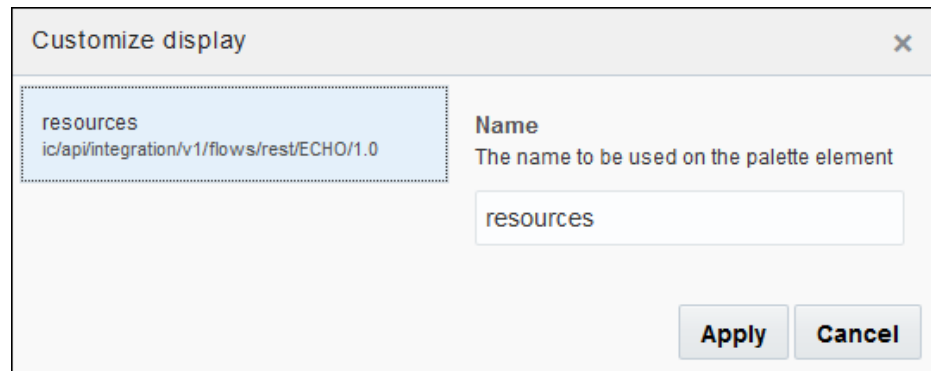 Customize display
×
resources
ic/api/integration/v1/flows/rest/ECHO/1.0
Name
The name to be used on the palette element
resources
Apply Cancel